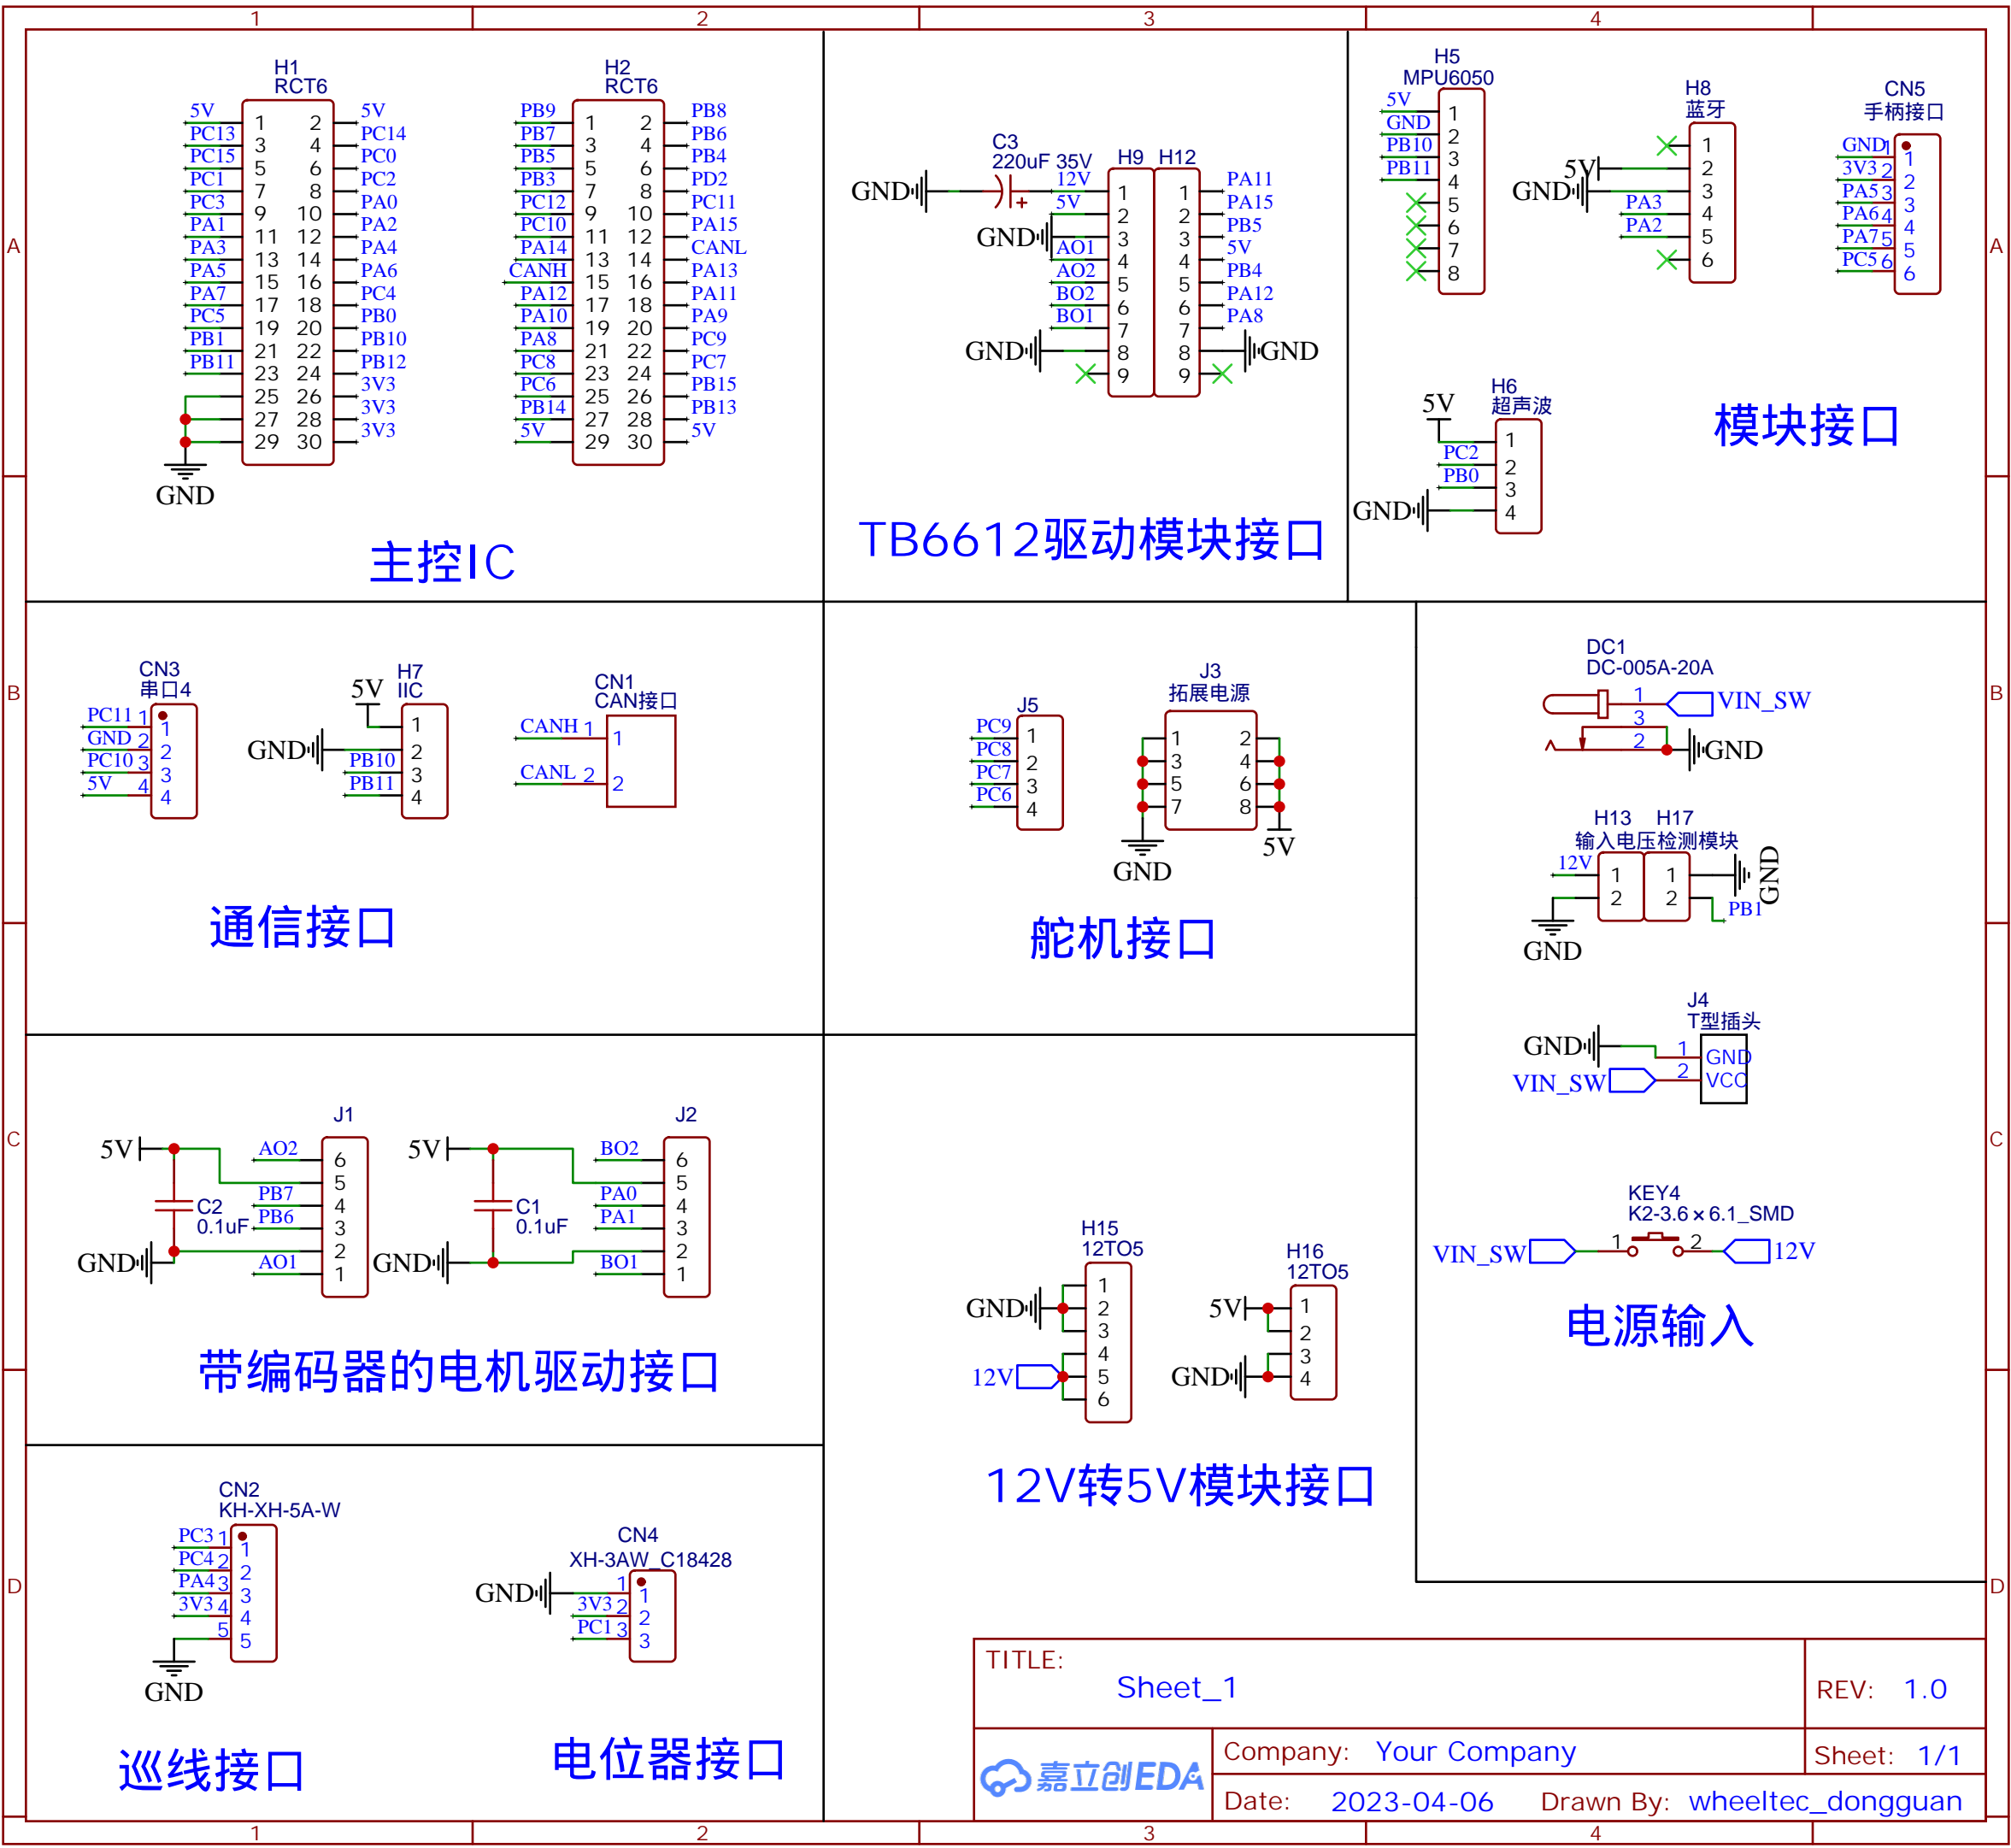 1 2 3 4
A
B
C
D
H1
RCT6
5V 1 2 5V
PC13 3 4 PC14
PC15 5 6 PC0
PC1 7 8 PC2
PC3 9 10 PA0
PA1 11 12 PA2
PA3 13 14 PA4
PA5 15 16 PA6
PA7 17 18 PC4
PC5 19 20 PB0
PB1 21 22 PB10
PB11 23 24 PB12
25 26 3V3
27 28 3V3
29 30 3V3
GND
H2
RCT6
PB9 1 2 PB8
PB7 3 4 PB6
PB5 5 6 PB4
PB3 7 8 PD2
PC12 9 10 PC11
PC10 11 12 PA15
PA14 13 14 CANL
CANH 15 16 PA13
PA12 17 18 PA11
PA10 19 20 PA9
PA8 21 22 PC9
PC8 23 24 PC7
PC6 25 26 PB15
PB14 27 28 PB13
5V 29 30 5V
主控IC
C3
220uF 35V
GND
+
H9 H12
12V 1 1 PA11
5V 2 2 PA15
GND 3 3 PB5
AO1 4 4 5V
AO2 5 5 PB4
BO2 6 6 PA12
BO1 7 7 PA8
GND 8 8 GND
9 9
TB6612驱动模块接口
H5
MPU6050
5V 1
GND 2
PB10 3
PB11 4
5
6
7
8
H8
蓝牙
1
5V 2
GND 3
PA3 4
PA2 5
6
CN5
手柄接口
GND 1 1
3V3 2 2
PA5 3 3
PA6 4 4
PA7 5 5
PC5 6 6
H6
超声波
5V 1
PC2 2
PB0 3
GND 4
模块接口
CN3
串口4
PC11 1 1
GND 2 2
PC10 3 3
5V 4 4
H7
IIC
5V 1
GND 2
PB10 3
PB11 4
CN1
CAN接口
CANH 1 1
CANL 2 2
通信接口
J5
PC9 1
PC8 2
PC7 3
PC6 4
J3
拓展电源
1 2
3 4
5 6
7 8
GND 5V
舵机接口
DC1
DC-005A-20A
1 VIN_SW
3
2 GND
H13 H17
输入电压检测模块
12V 1 1 GND
2 2 PB1
GND
J4
T型插头
GND 1 GND
VIN_SW 2 VCC
KEY4
K2-3.6×6.1_SMD
VIN_SW 1 2 12V
电源输入
J1
5V AO2 6
5
PB7 4
PB6 3
2
AO1 1
C2
0.1uF
GND
J2
5V BO2 6
5
PA0 4
PA1 3
2
BO1 1
C1
0.1uF
GND
带编码器的电机驱动接口
H15
12TO5
1
GND 2
3
4
12V 5
6
H16
12TO5
5V 1
2
3
GND 4
12V转5V模块接口
CN2
KH-XH-5A-W
PC3 1 1
PC4 2 2
PA4 3 3
3V3 4 4
5 5
GND
巡线接口
CN4
XH-3AW_C18428
GND 1 1
3V3 2 2
PC1 3 3
电位器接口
TITLE:
Sheet_1
REV: 1.0
嘉立创EDA
Company: Your Company
Sheet: 1/1
Date: 2023-04-06 Drawn By: wheeltec_dongguan
A
B
C
D
1 2 3 4